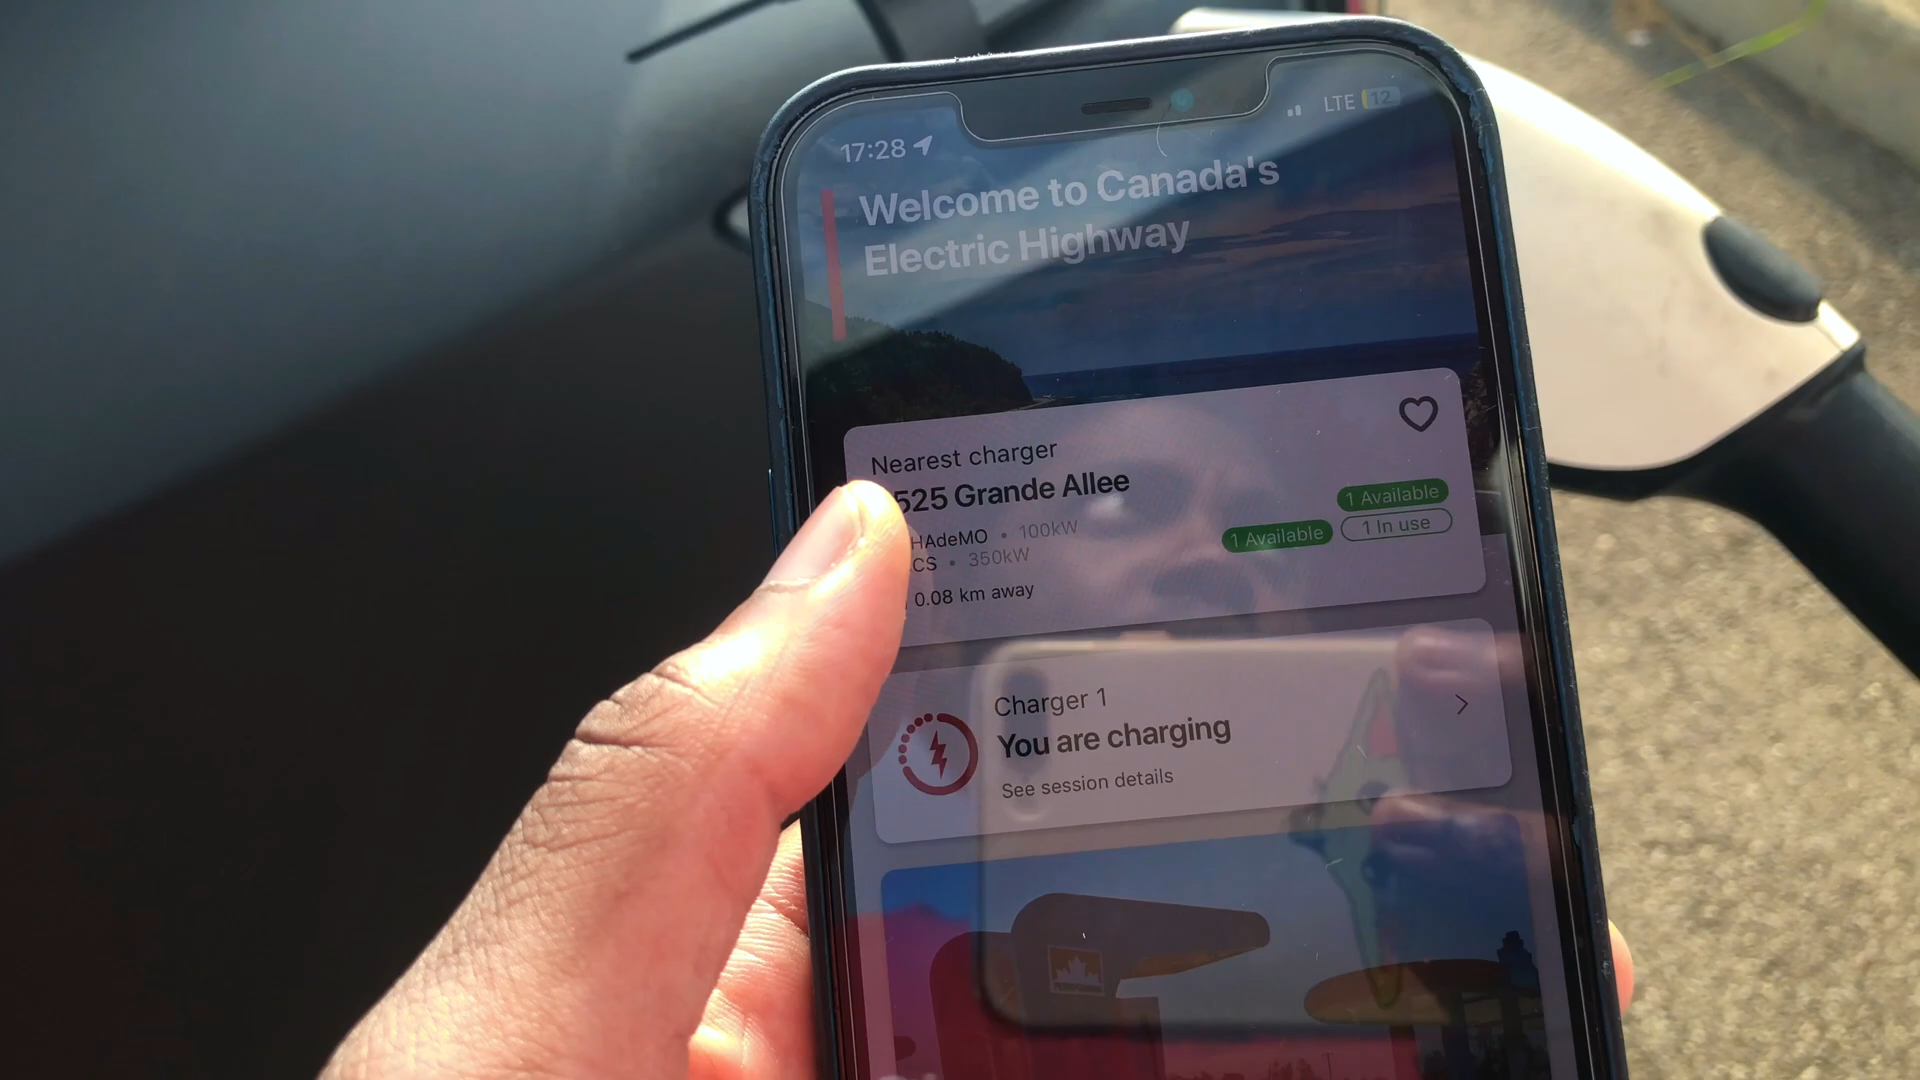 17:28
LTE 12
Welcome to Canada's
Electric Highway
Nearest charger
525 Grande Allee
HAdeMO • 100kW
1 Available
CS • 350kW
1 Available 1 In use
0.08 km away
Charger 1
You are charging
See session details